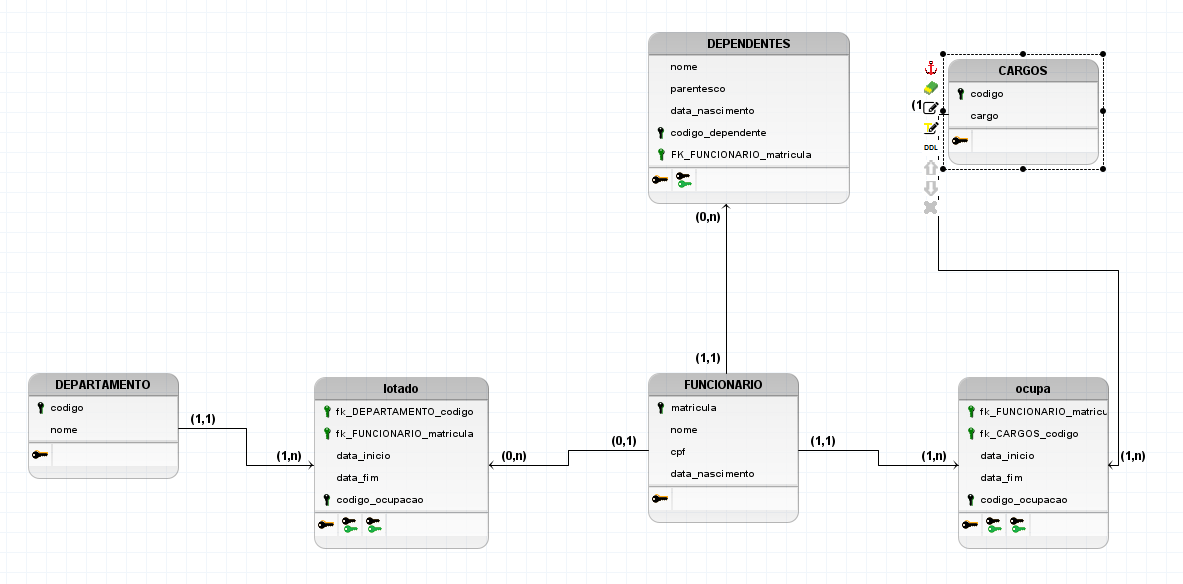 DEPENDENTES
nome
parentesco
data_nascimento
codigo_dependente
FK_FUNCIONARIO_matricula
CARGOS
codigo
cargo
(1
DDL
(0,n)
(1,1)
DEPARTAMENTO
codigo
nome
(1,1)
(1,n)
lotado
fk_DEPARTAMENTO_codigo
fk_FUNCIONARIO_matricula
data_inicio
data_fim
codigo_ocupacao
(0,n)
(0,1)
FUNCIONARIO
matricula
nome
cpf
data_nascimento
(1,1)
(1,n)
ocupa
fk_FUNCIONARIO_matricu
fk_CARGOS_codigo
data_inicio
data_fim
codigo_ocupacao
(1,n)